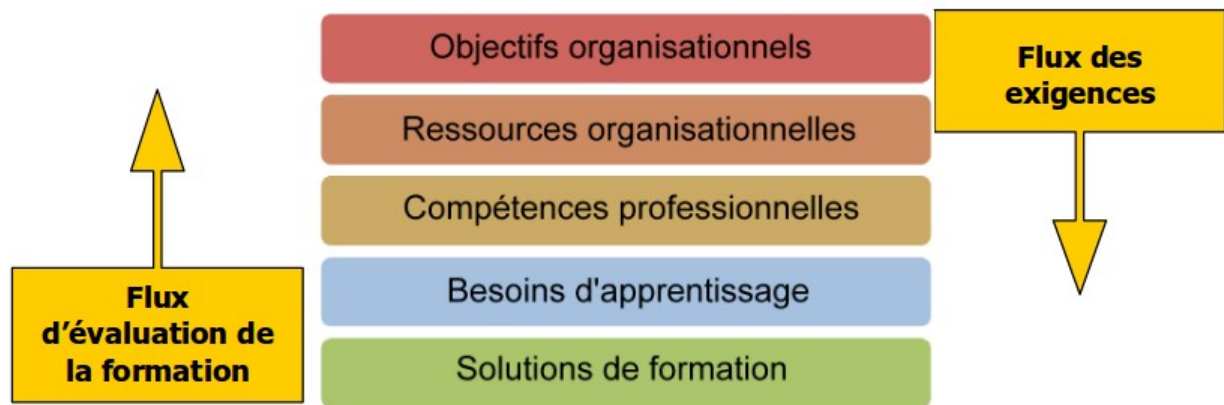 Objectifs organisationnels
Ressources organisationnelles
Compétences professionnelles
Besoins d'apprentissage
Solutions de formation
Flux des
exigences
Flux
d’évaluation de
la formation